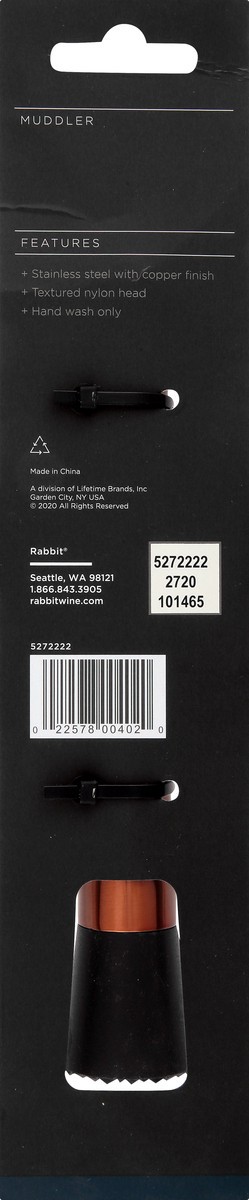 MUDDLER
FEATURES
+ Stainless steel with copper finish
+ Textured nylon head
+ Hand wash only
Made in China
A division of Lifetime Brands, Inc
Garden City, NY USA
© 2020 All Rights Reserved
Rabbit®
Seattle, WA 98121
1.866.843.3905
rabbitwine.com
5272222
2720
101465
5272222
0 22578 00402 0